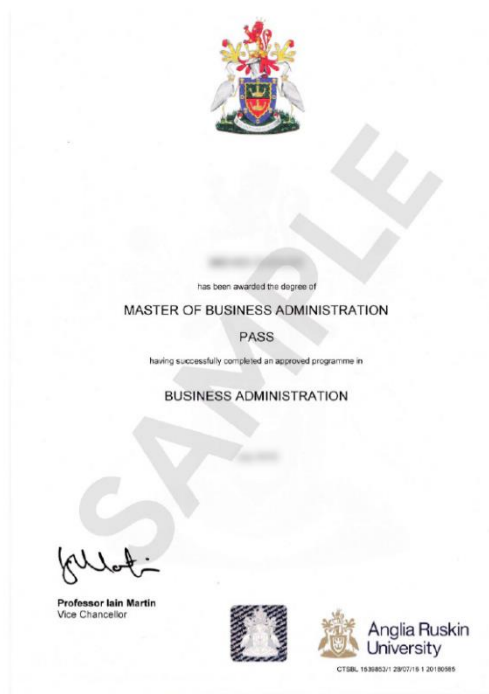 has been awarded the degree of
MASTER OF BUSINESS ADMINISTRATION
PASS
having successfully completed an approved programme in
BUSINESS ADMINISTRATION
SAMPLE
Professor Iain Martin
Vice Chancellor
Anglia Ruskin
University